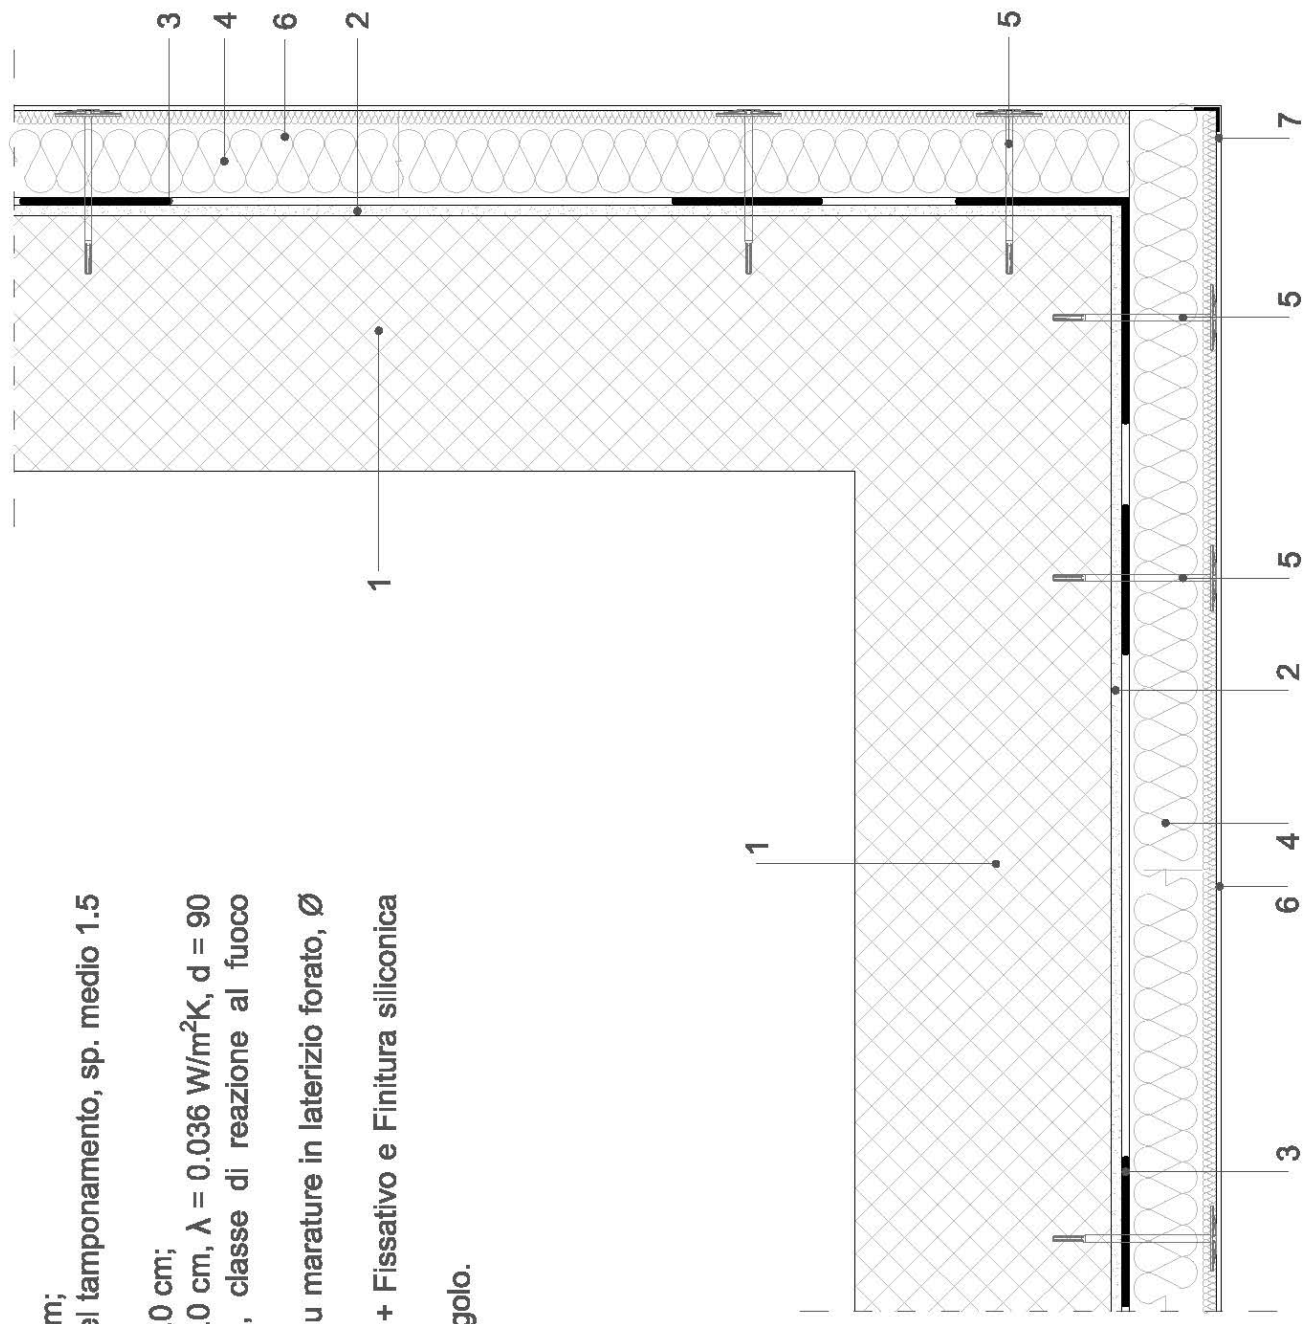 m;
el tamponamento, sp. medio 1.5
.0 cm;
.0 cm, λ = 0.036 W/m²K, d = 90
, classe di reazione al fuoco
u marature in laterizio forato, Ø
+ Fissativo e Finitura siliconica
golo.
3
4
6
2
1
1
5
3 6 4 2 5 5 7